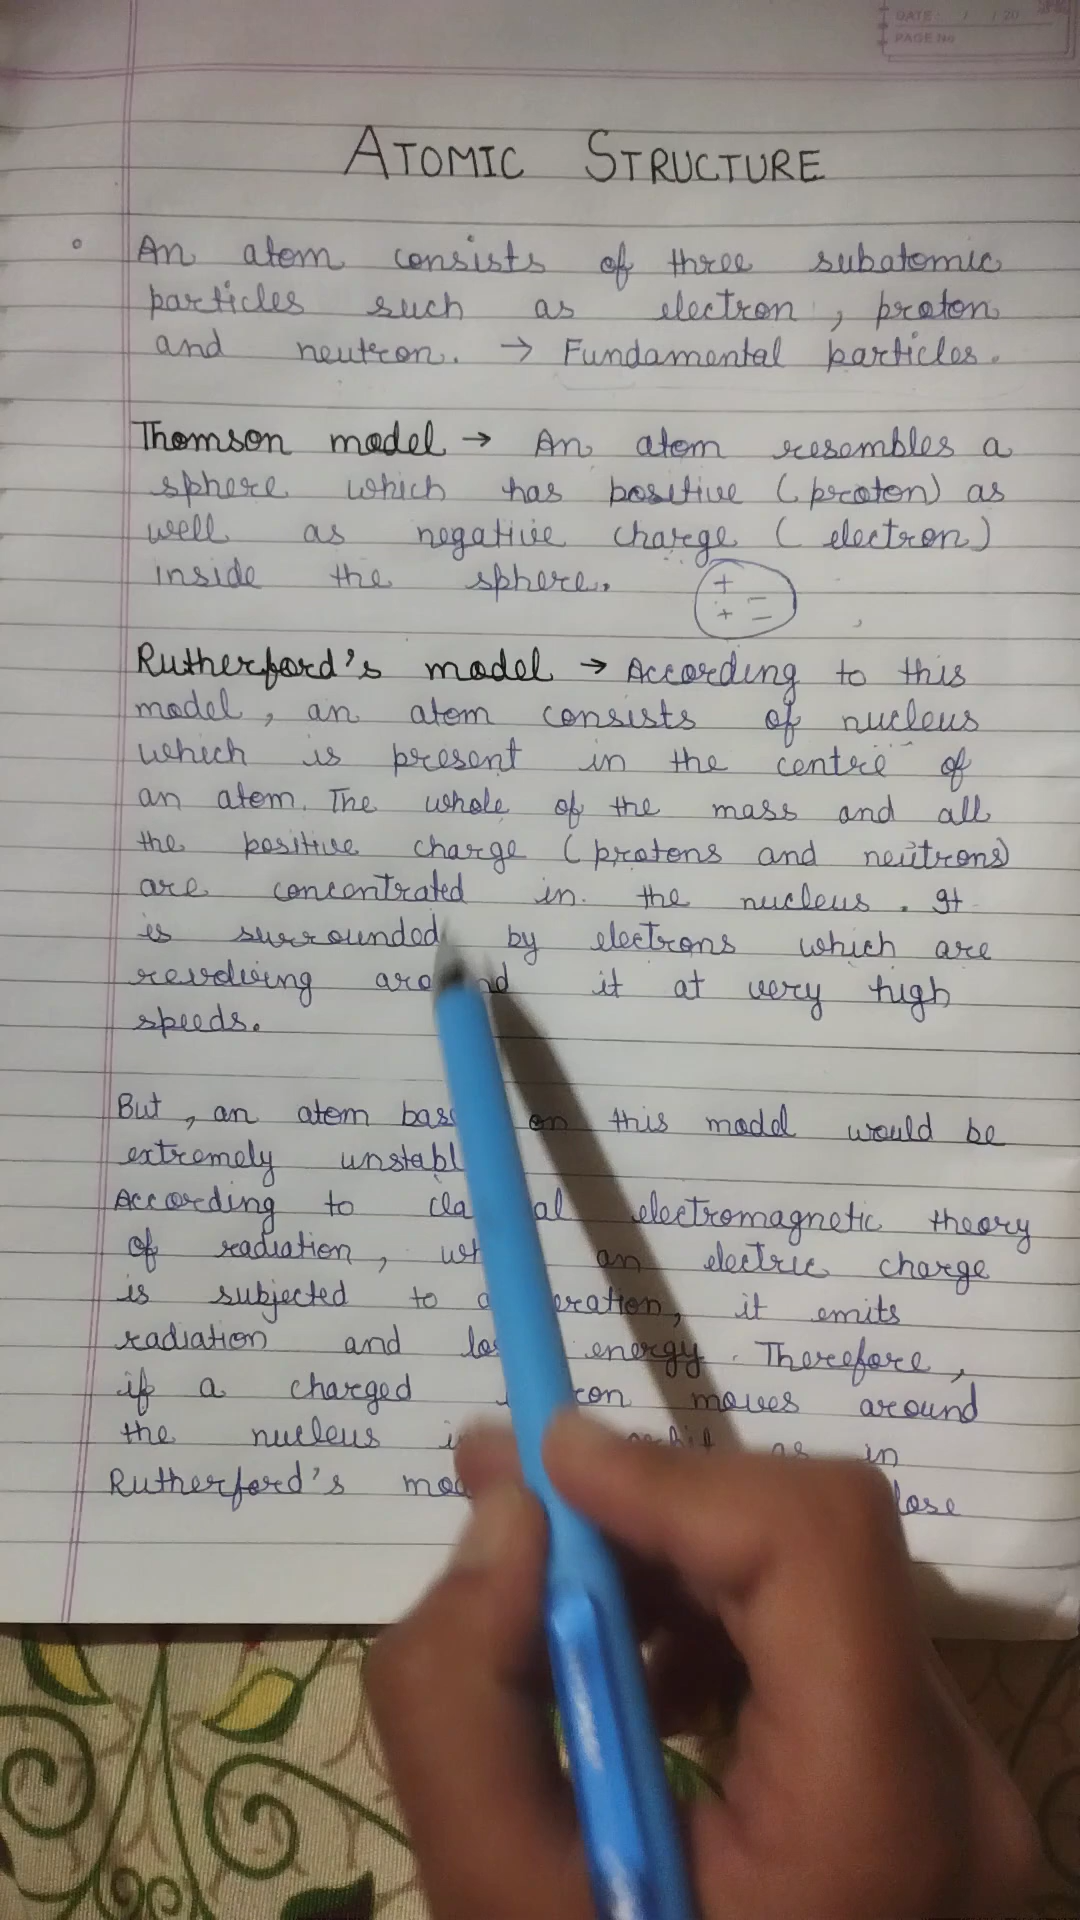 DATE: / / 20
PAGE No
ATOMIC STRUCTURE
An atom consists of three subatomic
particles such as electron, proton
and neutron. → Fundamental particles.
Thomson model → An atom resembles a
sphere which has positive (proton) as
well as negative charge (electron)
inside the sphere.
+
+ = 
Rutherford's model → According to this
model, an atom consists of nucleus
which is present in the centre of
an atom. The whole of the mass and all
the positive charge (protons and neutrons)
are concentrated in the nucleus. It
is surrounded by electrons which are
revolving around it at very high
speeds.
But, an atom on this model would be
extremely
According to electromagnetic theory
of radiation, an electric charge
is subjected to it emits
radiation and energy. Therefore,
if a charged moves around
the nucleus as in
Rutherford's lose